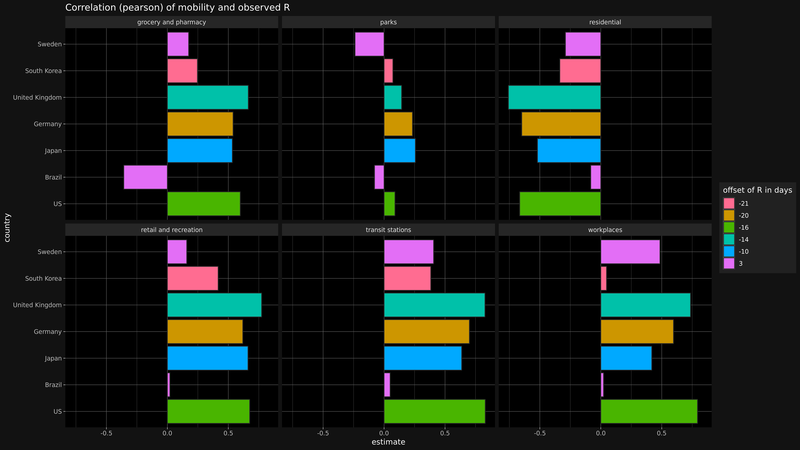 Correlation (pearson) of mobility and observed R
grocery and pharmacy
parks
residential
Sweden
South Korea
United Kingdom
Germany
Japan
Brazil
US
retail and recreation
transit stations
workplaces
Sweden
South Korea
United Kingdom
Germany
Japan
Brazil
US
-0.5 0.0 0.5
-0.5 0.0 0.5
-0.5 0.0 0.5
estimate
country
offset of R in days
-21
-20
-16
-14
-10
3